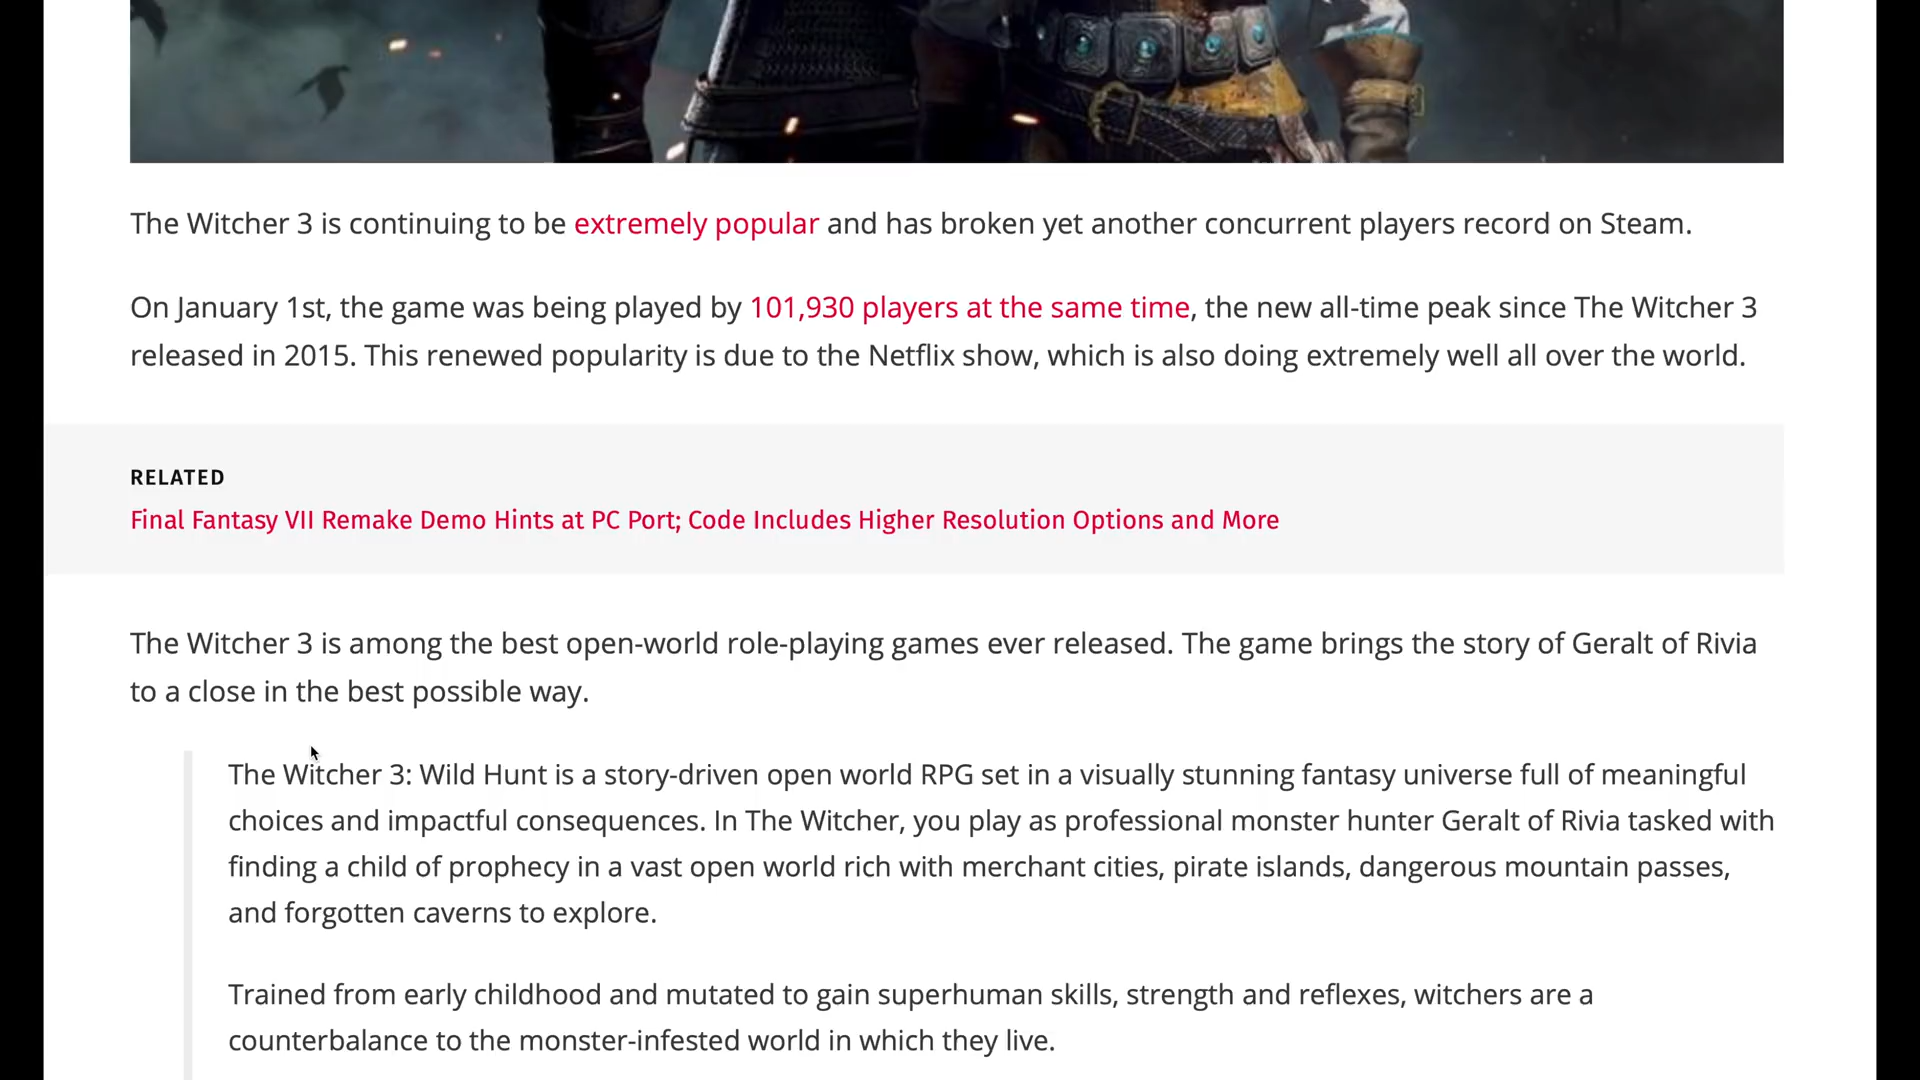 The Witcher 3 is continuing to be extremely popular and has broken yet another concurrent players record on Steam.
On January 1st, the game was being played by 101,930 players at the same time, the new all-time peak since The Witcher 3
released in 2015. This renewed popularity is due to the Netflix show, which is also doing extremely well all over the world.
RELATED
Final Fantasy VII Remake Demo Hints at PC Port; Code Includes Higher Resolution Options and More
The Witcher 3 is among the best open-world role-playing games ever released. The game brings the story of Geralt of Rivia
to a close in the best possible way.
The Witcher 3: Wild Hunt is a story-driven open world RPG set in a visually stunning fantasy universe full of meaningful
choices and impactful consequences. In The Witcher, you play as professional monster hunter Geralt of Rivia tasked with
finding a child of prophecy in a vast open world rich with merchant cities, pirate islands, dangerous mountain passes,
and forgotten caverns to explore.
Trained from early childhood and mutated to gain superhuman skills, strength and reflexes, witchers are a
counterbalance to the monster-infested world in which they live.